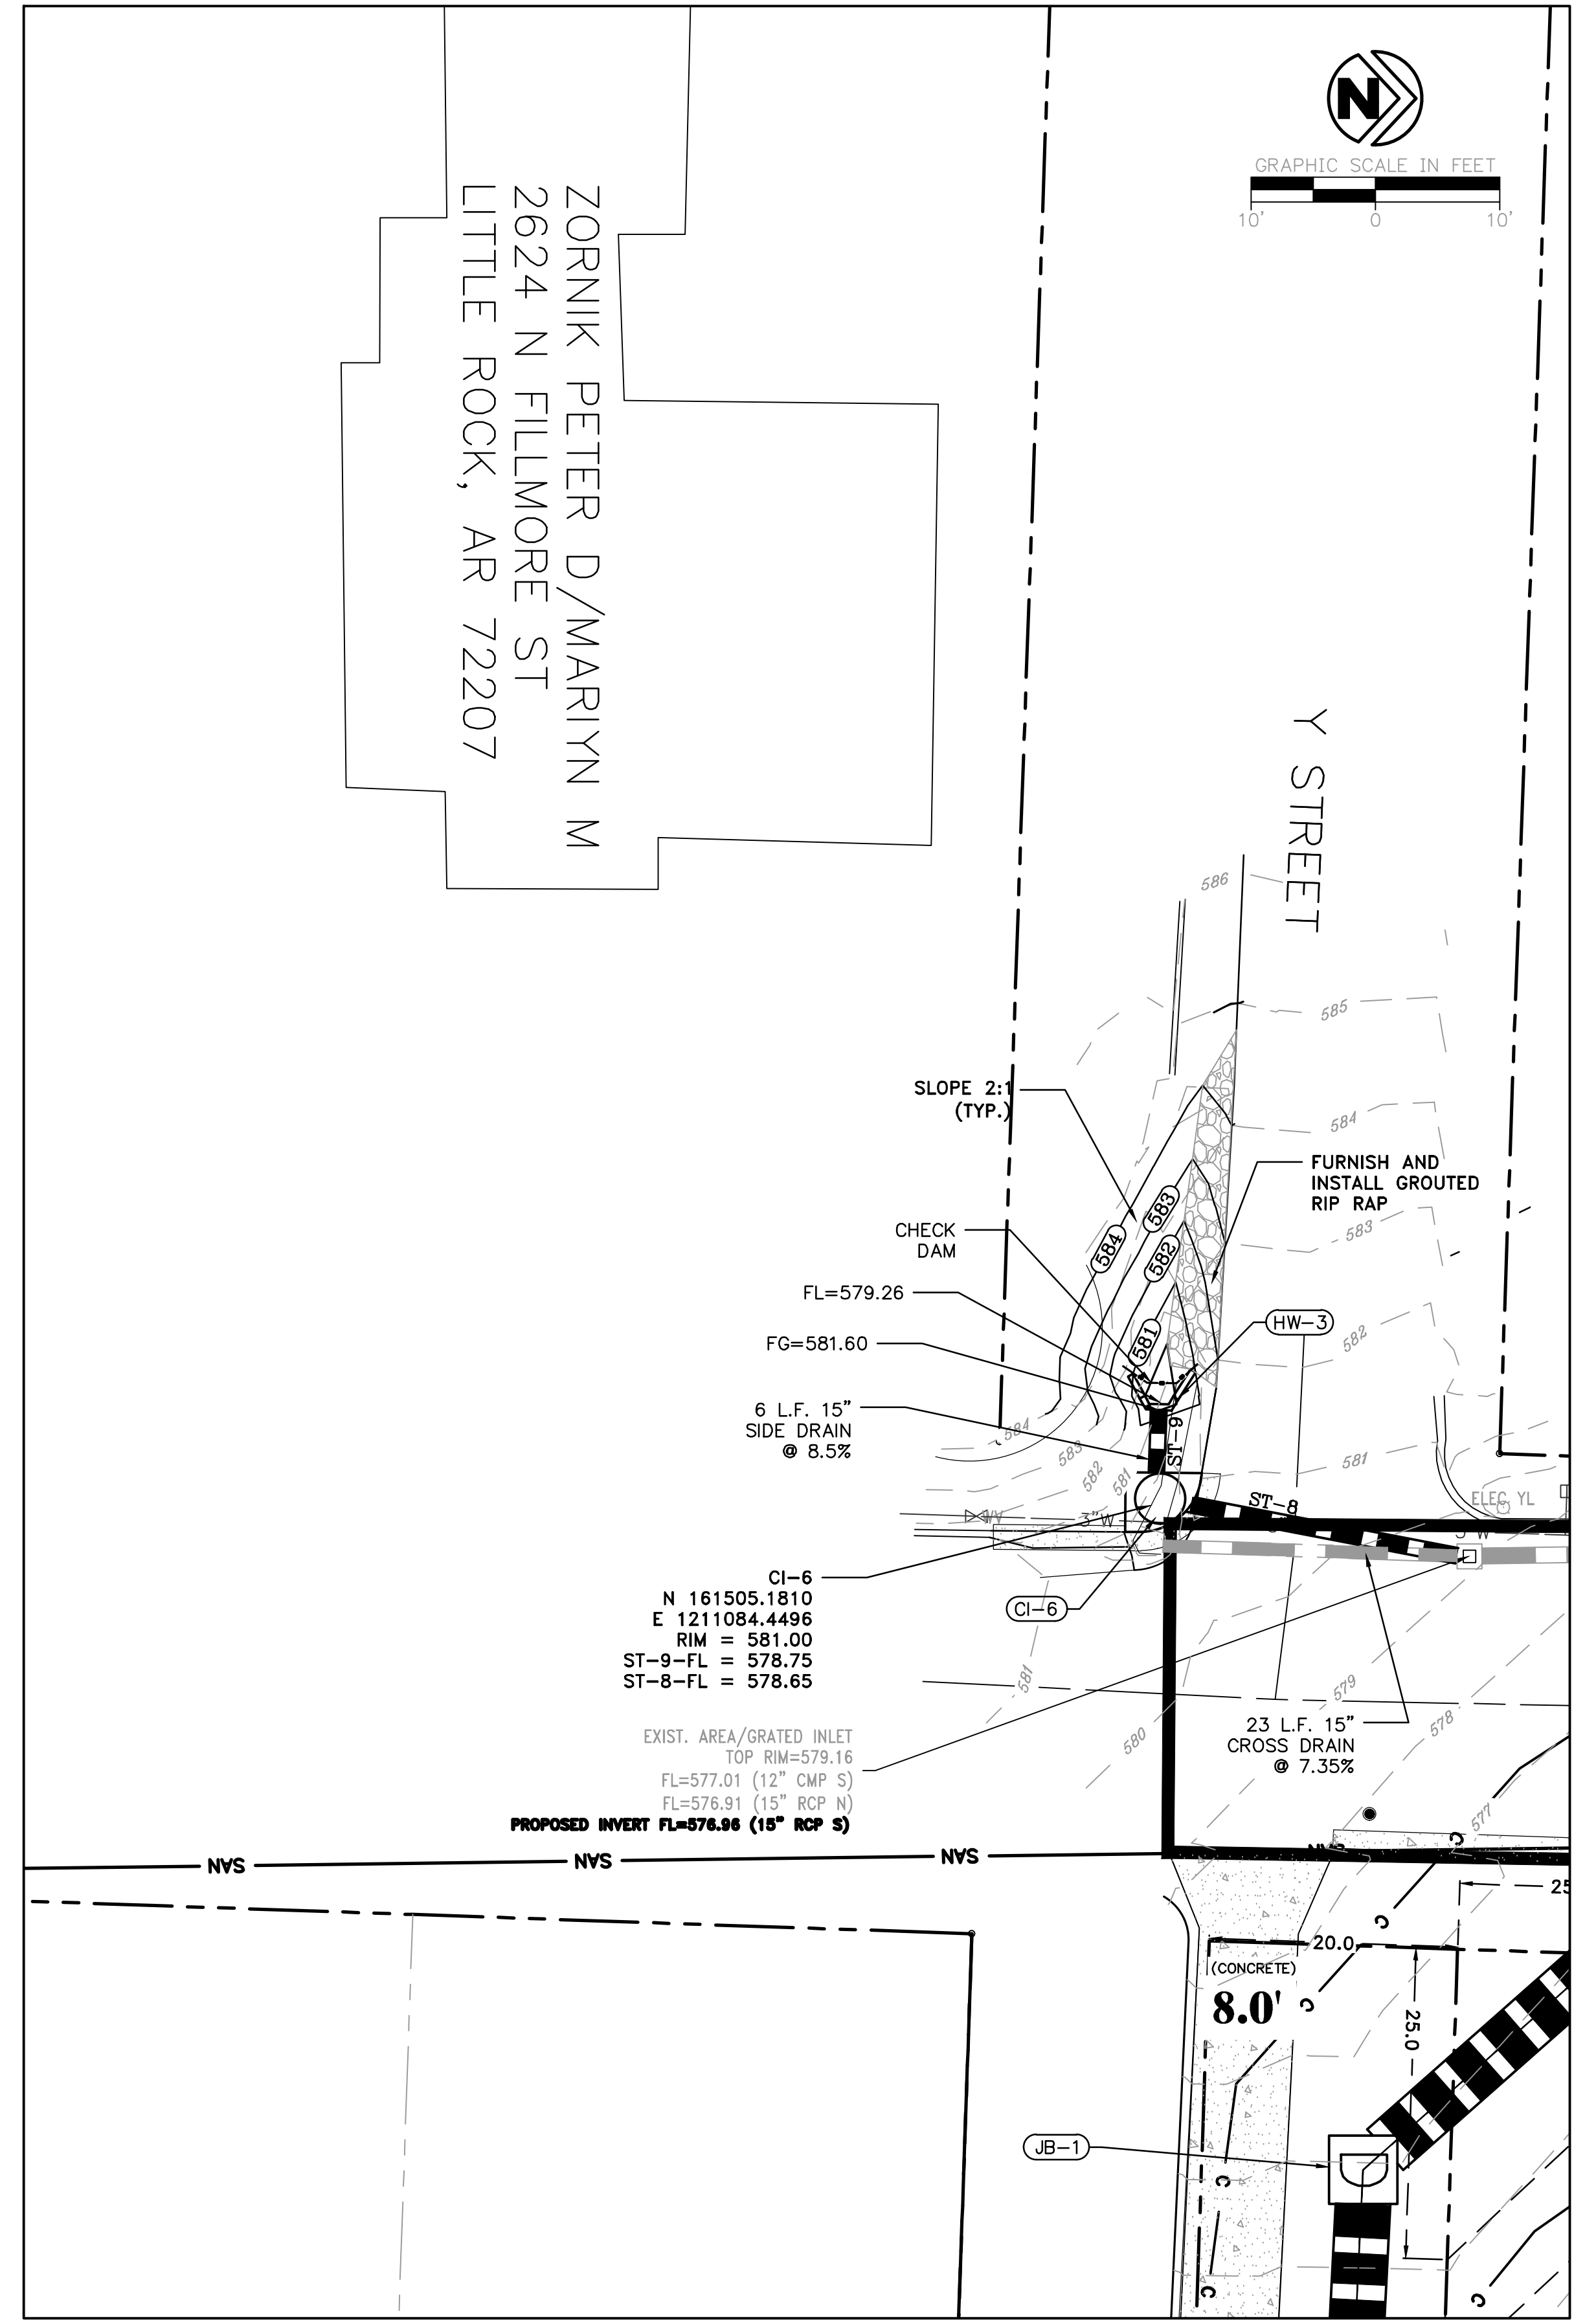 N
GRAPHIC SCALE IN FEET
10' 0 10'
ZORNIK PETER D/MARIYN M
2624 N FILLMORE ST
LITTLE ROCK, AR 72207
Y STREET
586
585
SLOPE 2:1
(TYP.)
584
FURNISH AND
INSTALL GROUTED
RIP RAP
583
584
582
583
CHECK
DAM
FL=579.26
HW-3
582
FG=581.60
581
6 L.F. 15"
SIDE DRAIN
@ 8.5%
ST-9
584
583
582
581
581
ST-8
ELEC YL
WV
3"W
CI-6
N 161505.1810
E 1211084.4496
RIM = 581.00
ST-9-FL = 578.75
ST-8-FL = 578.65
CI-6
581
579
580
578
23 L.F. 15"
CROSS DRAIN
@ 7.35%
EXIST. AREA/GRATED INLET
TOP RIM=579.16
FL=577.01 (12" CMP S)
FL=576.91 (15" RCP N)
PROPOSED INVERT FL=576.96 (15" RCP S)
577
SAN
SAN
SAN
C
25
C
20.0
(CONCRETE)
8.0'
C
25.0
JB-1
C
C
C